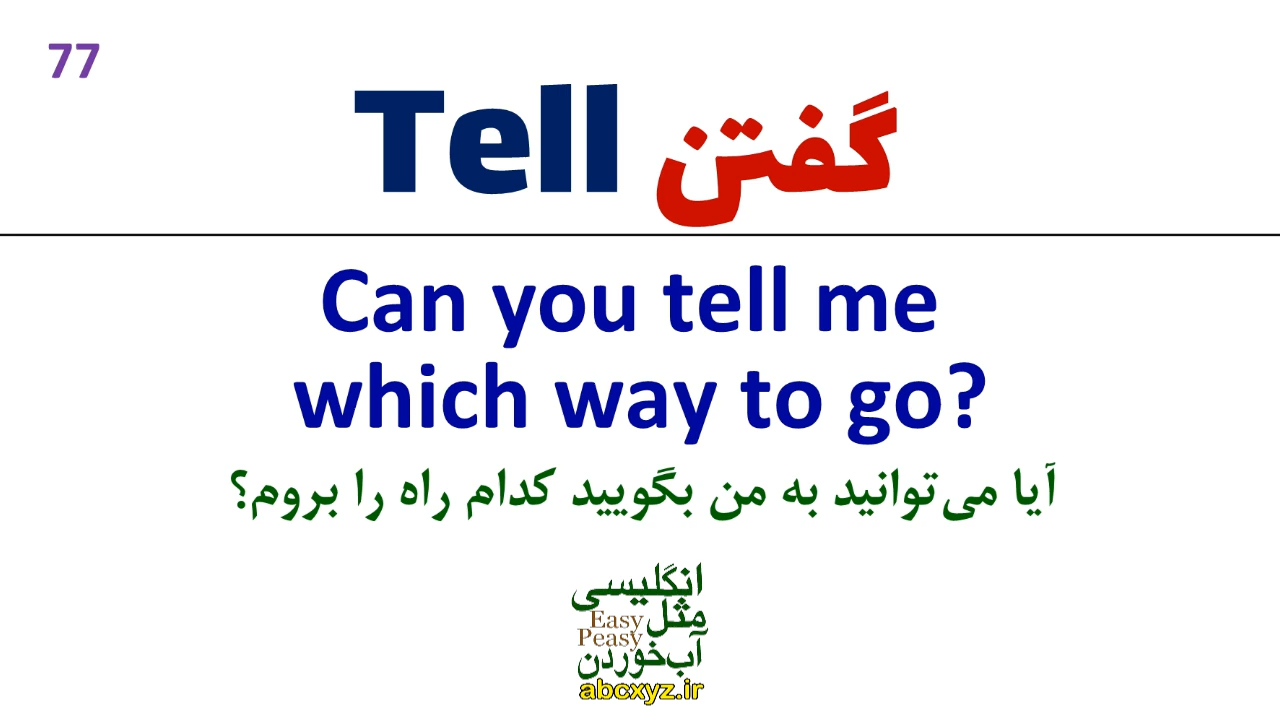 77
Tell گفتن
Can you tell me
which way to go?
آیا می‌توانید به من بگویید کدام راه را بروم؟
انگلیسی
مثل
Easy
Peasy
آب‌خوردن
abcxyz.ir